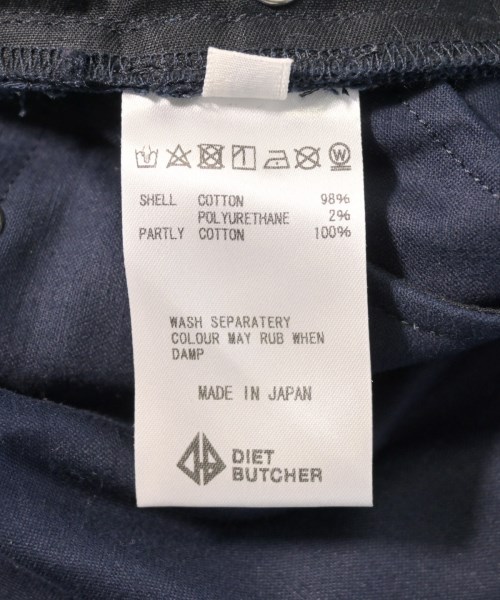 W
SHELL COTTON 98%
POLYURETHANE 2%
PARTLY COTTON 100%
WASH SEPARATERY
COLOUR MAY RUB WHEN
DAMP
MADE IN JAPAN
DIET
BUTCHER